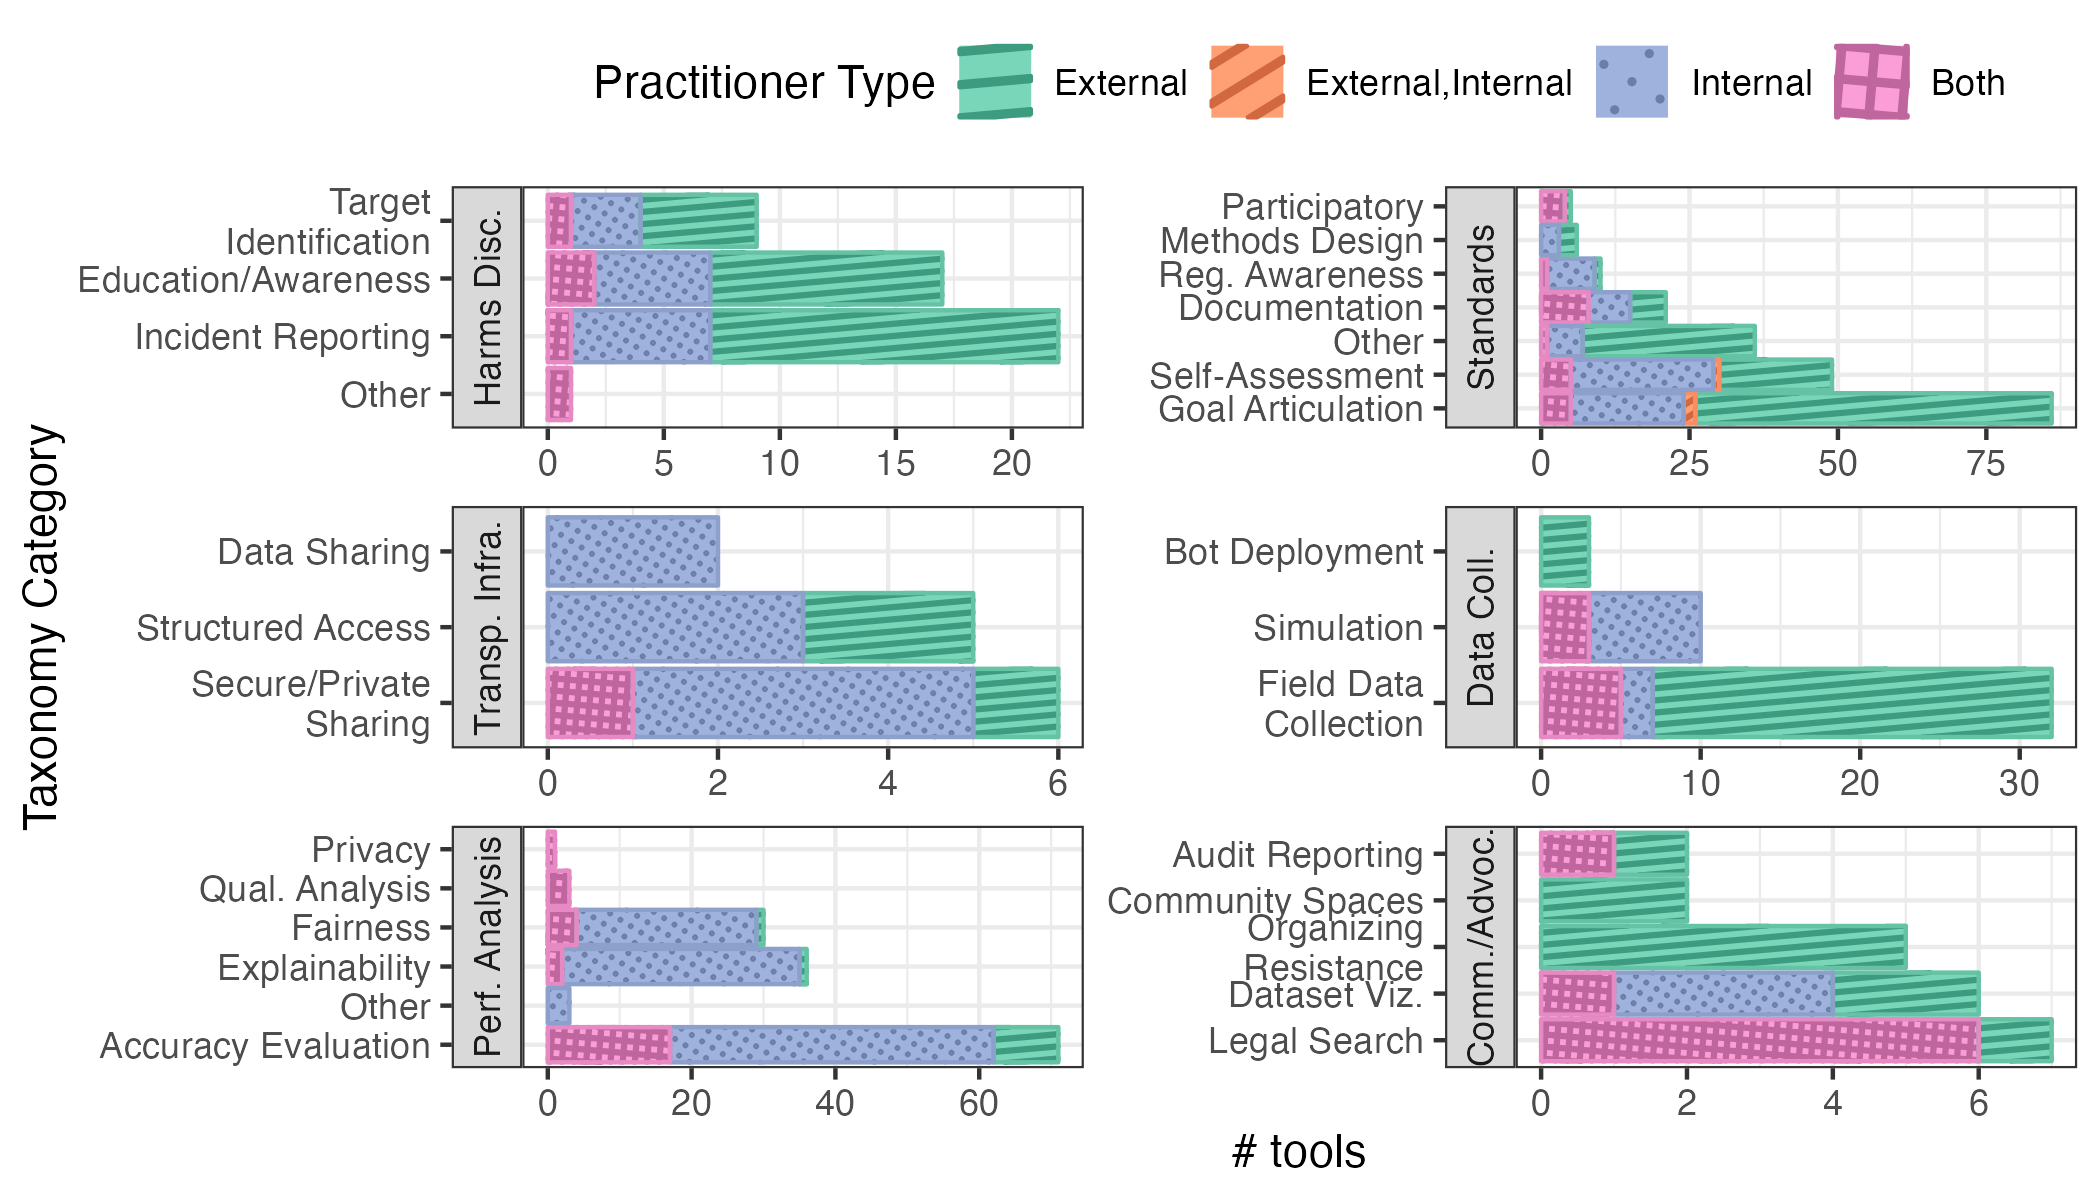 Practitioner Type External External,Internal Internal Both
Taxonomy Category
Target
Identification
Education/Awareness
Incident Reporting
Other
Harms Disc.
0 5 10 15 20
Participatory
Methods Design
Reg. Awareness
Documentation
Other
Self-Assessment
Goal Articulation
Standards
0 25 50 75
Data Sharing
Structured Access
Secure/Private
Sharing
Transp. Infra.
0 2 4 6
Bot Deployment
Simulation
Field Data
Collection
Data Coll.
0 10 20 30
Privacy
Qual. Analysis
Fairness
Explainability
Other
Accuracy Evaluation
Perf. Analysis
0 20 40 60
Audit Reporting
Community Spaces
Organizing
Resistance
Dataset Viz.
Legal Search
Comm./Advoc.
0 2 4 6
# tools